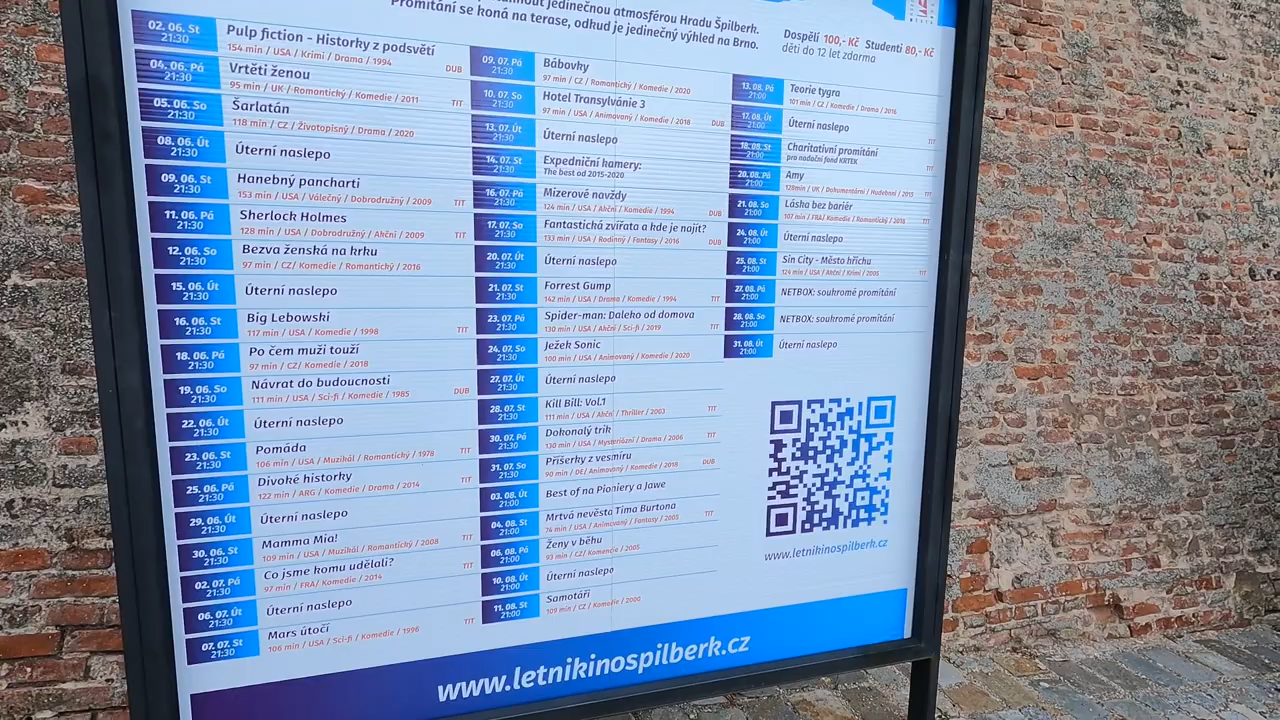 jedinečnou atmosférou Hradu Špilberk.
Promítání se koná na terase, odkud je jedinečný výhled na Brno.
Dospělí 100,- Kč Studenti 80,- Kč
děti do 12 let zdarma
02. 06. St
21:30
Pulp fiction - Historky z podsvětí
154 min / USA / Krimi / Drama / 1994
DUB
04. 06. Pá
21:30
Vrtěti ženou
95 min / UK / Romantický / Komedie / 2011
TIT
05. 06. So
21:30
Šarlatán
118 min / CZ / Životopisný / Drama / 2020
08. 06. Út
21:30
Úterní naslepo
09. 06. St
21:30
Hanebný pancharti
153 min / USA / Válečný / Dobrodružný / 2009
TIT
11. 06. Pá
21:30
Sherlock Holmes
128 min / USA / Dobrodružný / Akční / 2009
TIT
12. 06. So
21:30
Bezva ženská na krku
97 min / CZ/ Komedie / Romantický / 2016
15. 06. Út
21:30
Úterní naslepo
16. 06. St
21:30
Big Lebowski
117 min / USA / Komedie / 1998
TIT
18. 06. Pá
21:30
Po čem muži touží
97 min / CZ/ Komedie / 2018
19. 06. So
21:30
Návrat do budoucnosti
111 min / USA / Sci-fi / Komedie / 1985
DUB
22. 06. Út
21:30
Úterní naslepo
23. 06. St
21:30
Pomáda
106 min / USA / Muzikál / Romantický / 1978
TIT
25. 06. Pá
21:30
Divoké historky
122 min / ARG / Komedie / Drama / 2014
TIT
29. 06. Út
21:30
Úterní naslepo
30. 06. St
21:30
Mamma Mia!
109 min / USA / Muzikál / Romantický / 2008
TIT
02. 07. Pá
21:30
Co jsme komu udělali?
97 min / FRA/ Komedie / 2014
TIT
06. 07. Út
21:30
Úterní naslepo
07. 07. St
21:30
Mars útočí
106 min / USA / Sci-fi / Komedie / 1996
TIT
09. 07. Pá
21:30
Bábovky
97 min / CZ / Romantický / Komedie / 2020
10. 07. So
21:30
Hotel Transylvánie 3
97 min / USA / Animovaný / Komedie / 2018
DUB
13. 07. Út
21:30
Úterní naslepo
14. 07. St
21:30
Expedniční kamery:
The best od 2015-2020
16. 07. Pá
21:30
Mizerové navždy
124 min / USA / Akční / Komedie / 1994
DUB
17. 07. So
21:30
Fantastická zvířata a kde je najít?
133 min / USA / Rodinný / Fantasy / 2016
DUB
20. 07. Út
21:30
Úterní naslepo
21. 07. St
21:30
Forrest Gump
142 min / USA / Drama / Komedie / 1994
TIT
23. 07. Pá
21:30
Spider-man: Daleko od domova
130 min / USA / Akční / Sci-fi / 2019
TIT
24. 07. So
21:30
Ježek Sonic
100 min / USA / Animovaný / Komedie / 2020
27. 07. Út
21:30
Úterní naslepo
28. 07. St
21:30
Kill Bill: Vol.1
111 min / USA / Akční / Thriller / 2003
TIT
30. 07. Pá
21:30
Dokonalý trik
130 min / USA / Mysteriózní / Drama / 2006
TIT
31. 07. So
21:30
Příšerky z vesmíru
90 min / DE/ Animovaný / Komedie / 2018
DUB
03. 08. Út
21:00
Best of na Pioniery a Jawe
04. 08. St
21:00
Mrtvá nevěsta Tima Burtona
74 min / USA / Animovaný / Fantasy / 2005
TIT
06. 08. Pá
21:00
Ženy v běhu
93 min / CZ/ Komedie / 2005
10. 08. Út
21:00
Úterní naslepo
11. 08. St
21:00
Samotáři
109 min / CZ / Komedie / 2000
13. 08. Pá
21:00
Teorie tygra
101 min / CZ / Komedie / Drama / 2016
17. 08. Út
21:00
Úterní naslepo
TIT
18. 08. St
21:00
Charitativní promítání
pro nadační fond KRTEK
TIT
20. 08. Pá
21:00
Amy
128min / UK / Dokumentární / Hudební / 2015
TIT
21. 08. So
21:00
Láska bez bariér
107 min / FRA/ Komedie / Romantický / 2018
TIT
24. 08. Út
21:00
Úterní naslepo
25. 08. St
21:00
Sin City - Město hříchu
124 min / USA / Akční / Krimi / 2005
TIT
27. 08. Pá
21:00
NETBOX: soukromé promítání
28. 08. So
21:00
NETBOX: soukromé promítání
31. 08. Út
21:00
Úterní naslepo
www.letnikinospilberk.cz
www.letnikinospilberk.cz